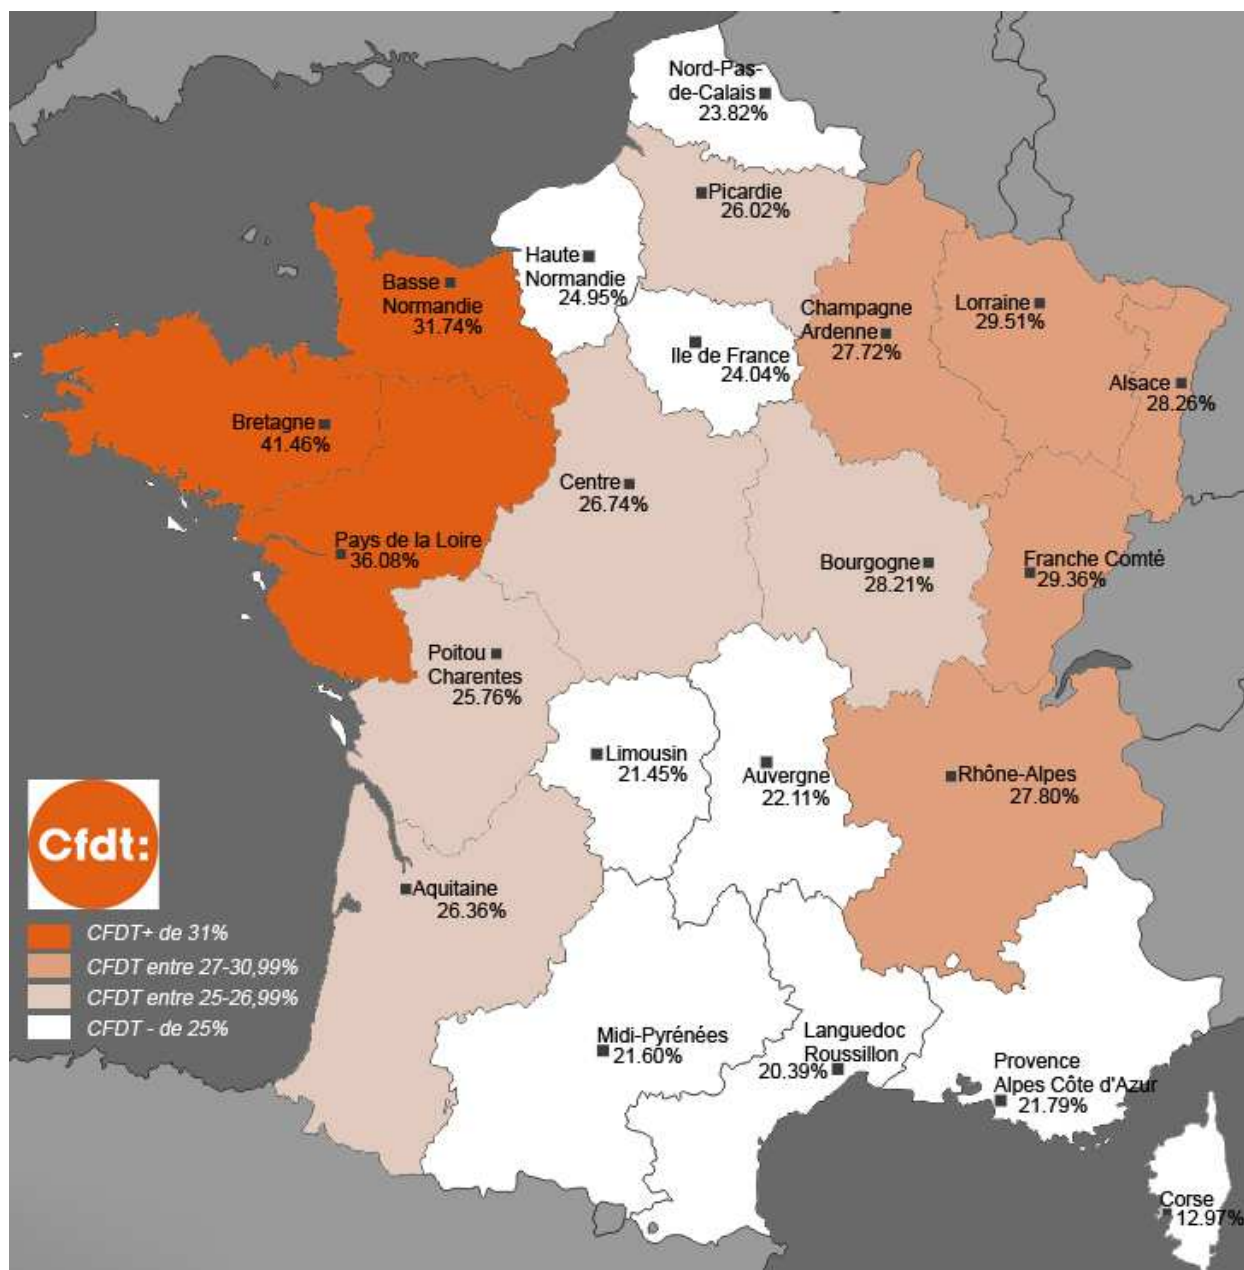 Nord-Pas-
de-Calais
23.82%
Picardie
26.02%
Haute
Normandie
24.95%
Basse
Normandie
31.74%
Ile de France
24.04%
Champagne
Ardenne
27.72%
Lorraine
29.51%
Alsace
28.26%
Bretagne
41.46%
Pays de la Loire
36.08%
Centre
26.74%
Bourgogne
28.21%
Franche Comté
29.36%
Poitou
Charentes
25.76%
Limousin
21.45%
Auvergne
22.11%
Rhône-Alpes
27.80%
Aquitaine
26.36%
Midi-Pyrénées
21.60%
Languedoc
Roussillon
20.39%
Provence
Alpes Côte d'Azur
21.79%
Corse
12.97%
Cfdt:
CFDT+ de 31%
CFDT entre 27-30,99%
CFDT entre 25-26,99%
CFDT - de 25%